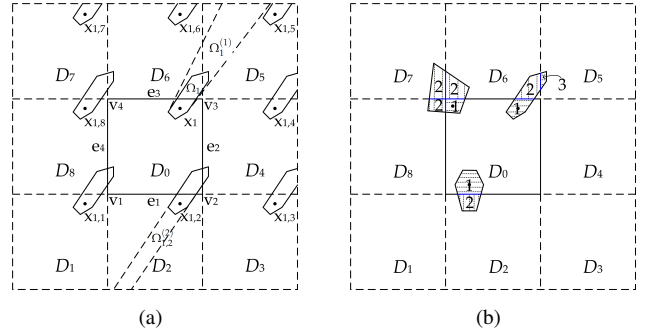 x1,7 x1,6 x1,5
Ω1(1)
D7 D6 D5 D7 D6 D5
Ω1 2 2 2 3
e3 2 1 1
x1,8 v4 x1 v3 x1,4
e4 e2
D8 D0 D4 D8 D0 D4
1
x1,1 v1 e1 x1,2 v2 x1,3 2
Ω1,2(2)
D1 D2 D3 D1 D2 D3
(a) (b)